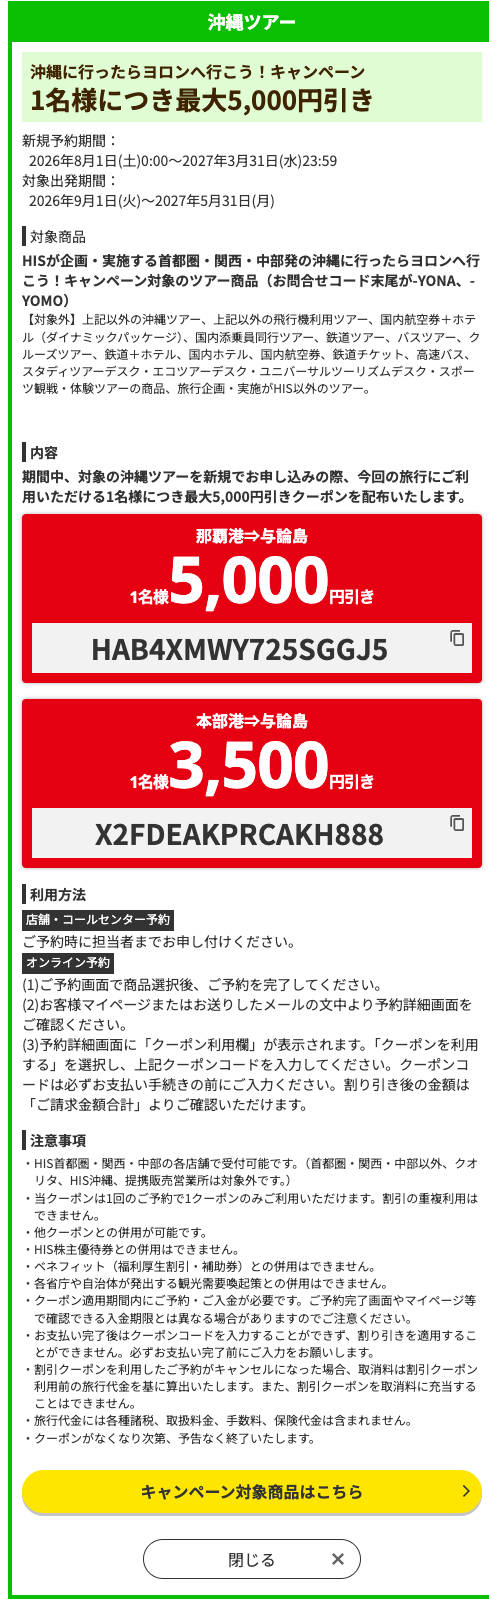 沖縄ツアー
沖縄に行ったらヨロンへ行こう！キャンペーン
1名様につき最大5,000円引き
新規予約期間：
2026年8月1日(土)0:00～2027年3月31日(水)23:59
対象出発期間：
2026年9月1日(火)～2027年5月31日(月)
対象商品
HISが企画・実施する首都圏・関西・中部発の沖縄に行ったらヨロンへ行
こう！キャンペーン対象のツアー商品（お問合せコード末尾が-YONA、-
YOMO）
【対象外】上記以外の沖縄ツアー、上記以外の飛行機利用ツアー、国内航空券＋ホテ
ル（ダイナミックパッケージ）、国内添乗員同行ツアー、鉄道ツアー、バスツアー、ク
ルーズツアー、鉄道＋ホテル、国内ホテル、国内航空券、鉄道チケット、高速バス、
スタディツアーデスク・エコツアーデスク・ユニバーサルツーリズムデスク・スポー
ツ観戦・体験ツアーの商品、旅行企画・実施がHIS以外のツアー。
内容
期間中、対象の沖縄ツアーを新規でお申し込みの際、今回の旅行にご利
用いただける1名様につき最大5,000円引きクーポンを配布いたします。
那覇港⇒与論島
1名様5,000円引き
HAB4XMWY725SGGJ5
本部港⇒与論島
1名様3,500円引き
X2FDEAKPRCAKH888
利用方法
店舗・コールセンター予約
ご予約時に担当者までお申し付けください。
オンライン予約
(1)ご予約画面で商品選択後、ご予約を完了してください。
(2)お客様マイページまたはお送りしたメールの文中より予約詳細画面を
ご確認ください。
(3)予約詳細画面に「クーポン利用欄」が表示されます。「クーポンを利用
する」を選択し、上記クーポンコードを入力してください。クーポンコ
ードは必ずお支払い手続きの前にご入力ください。割り引き後の金額は
「ご請求金額合計」よりご確認いただけます。
注意事項
・HIS首都圏・関西・中部の各店舗で受付可能です。（首都圏・関西・中部以外、クオ
リタ、HIS沖縄、提携販売営業所は対象外です。）
・当クーポンは1回のご予約で1クーポンのみご利用いただけます。割引の重複利用は
できません。
・他クーポンとの併用が可能です。
・HIS株主優待券との併用はできません。
・ベネフィット（福利厚生割引・補助券）との併用はできません。
・各省庁や自治体が発出する観光需要喚起策との併用はできません。
・クーポン適用期間内にご予約・ご入金が必要です。ご予約完了画面やマイページ等
で確認できる入金期限とは異なる場合がありますのでご注意ください。
・お支払い完了後はクーポンコードを入力することができず、割り引きを適用するこ
とができません。必ずお支払い完了前にご入力をお願いします。
・割引クーポンを利用したご予約がキャンセルになった場合、取消料は割引クーポン
利用前の旅行代金を基に算出いたします。また、割引クーポンを取消料に充当する
ことはできません。
・旅行代金には各種諸税、取扱料金、手数料、保険代金は含まれません。
・クーポンがなくなり次第、予告なく終了いたします。
キャンペーン対象商品はこちら
閉じる